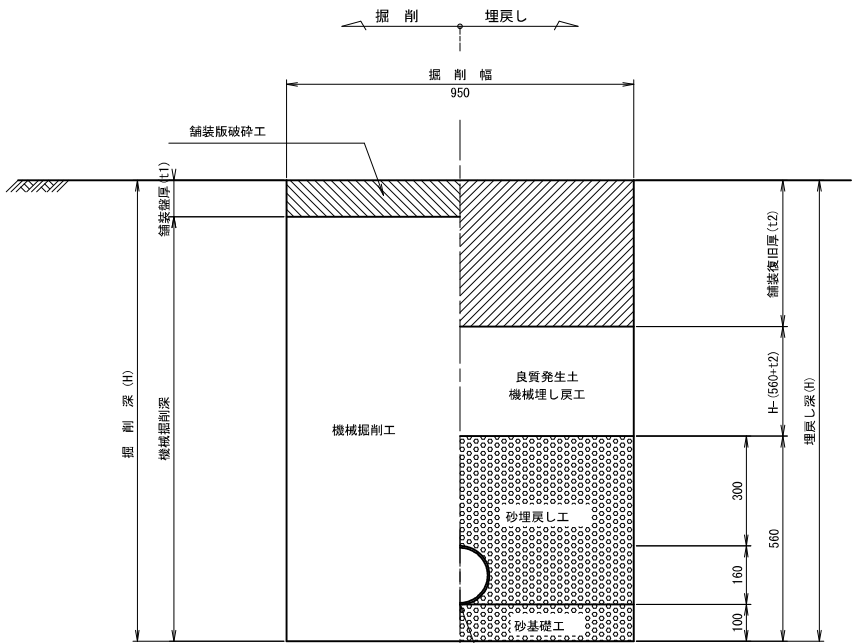 掘 削 埋戻し
掘 削 幅
950
舗装版破砕工
舗装盤厚(t1)
舗装復旧厚(t2)
掘 削 深(H)
機械掘削深
機械掘削工
良質発生土
機械埋し戻工
H-(560+t2)
埋戻し深(H)
砂埋戻し工
300
560
160
砂基礎工
100